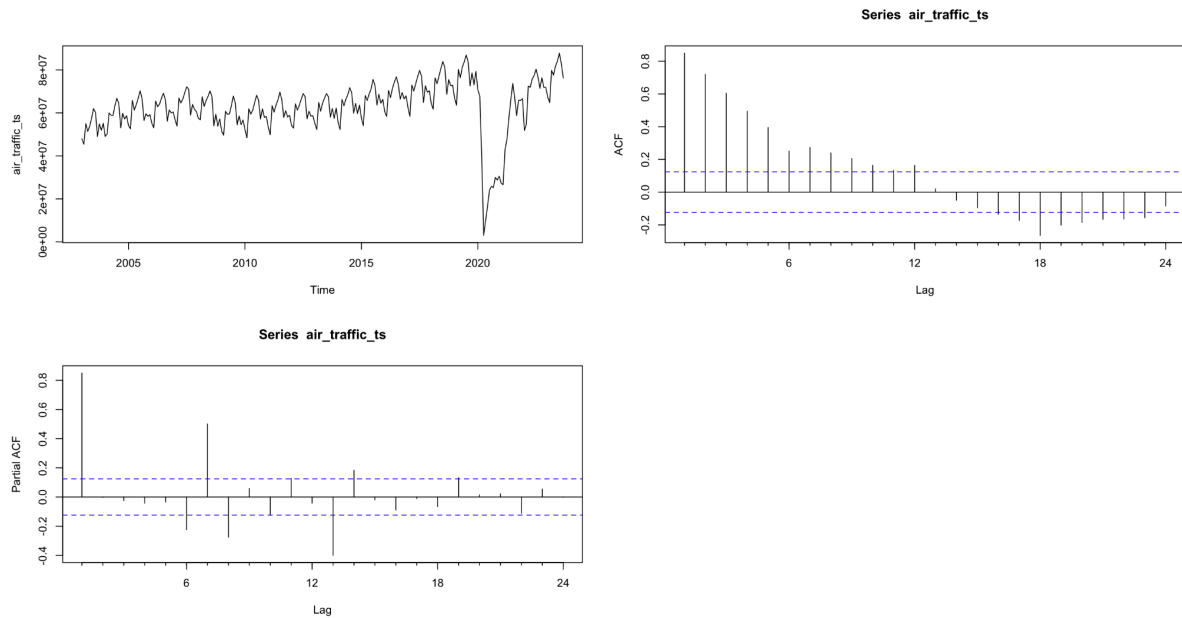 Series air_traffic_ts
air_traffic_ts
0e+00 2e+07 4e+07 6e+07 8e+07
2005 2010 2015 2020
Time
ACF
-0.2 0.0 0.2 0.4 0.6 0.8
6 12 18 24
Lag
Series air_traffic_ts
Partial ACF
-0.4 -0.2 0.0 0.2 0.4 0.6 0.8
6 12 18 24
Lag